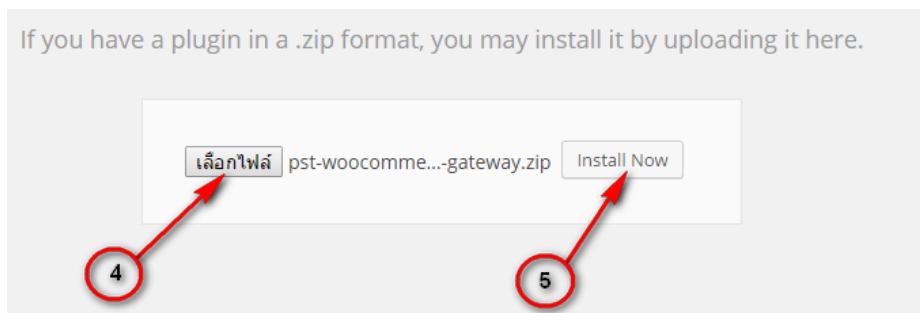 If you have a plugin in a .zip format, you may install it by uploading it here.
เลือกไฟล์ pst-woocomme...-gateway.zip Install Now
4 5